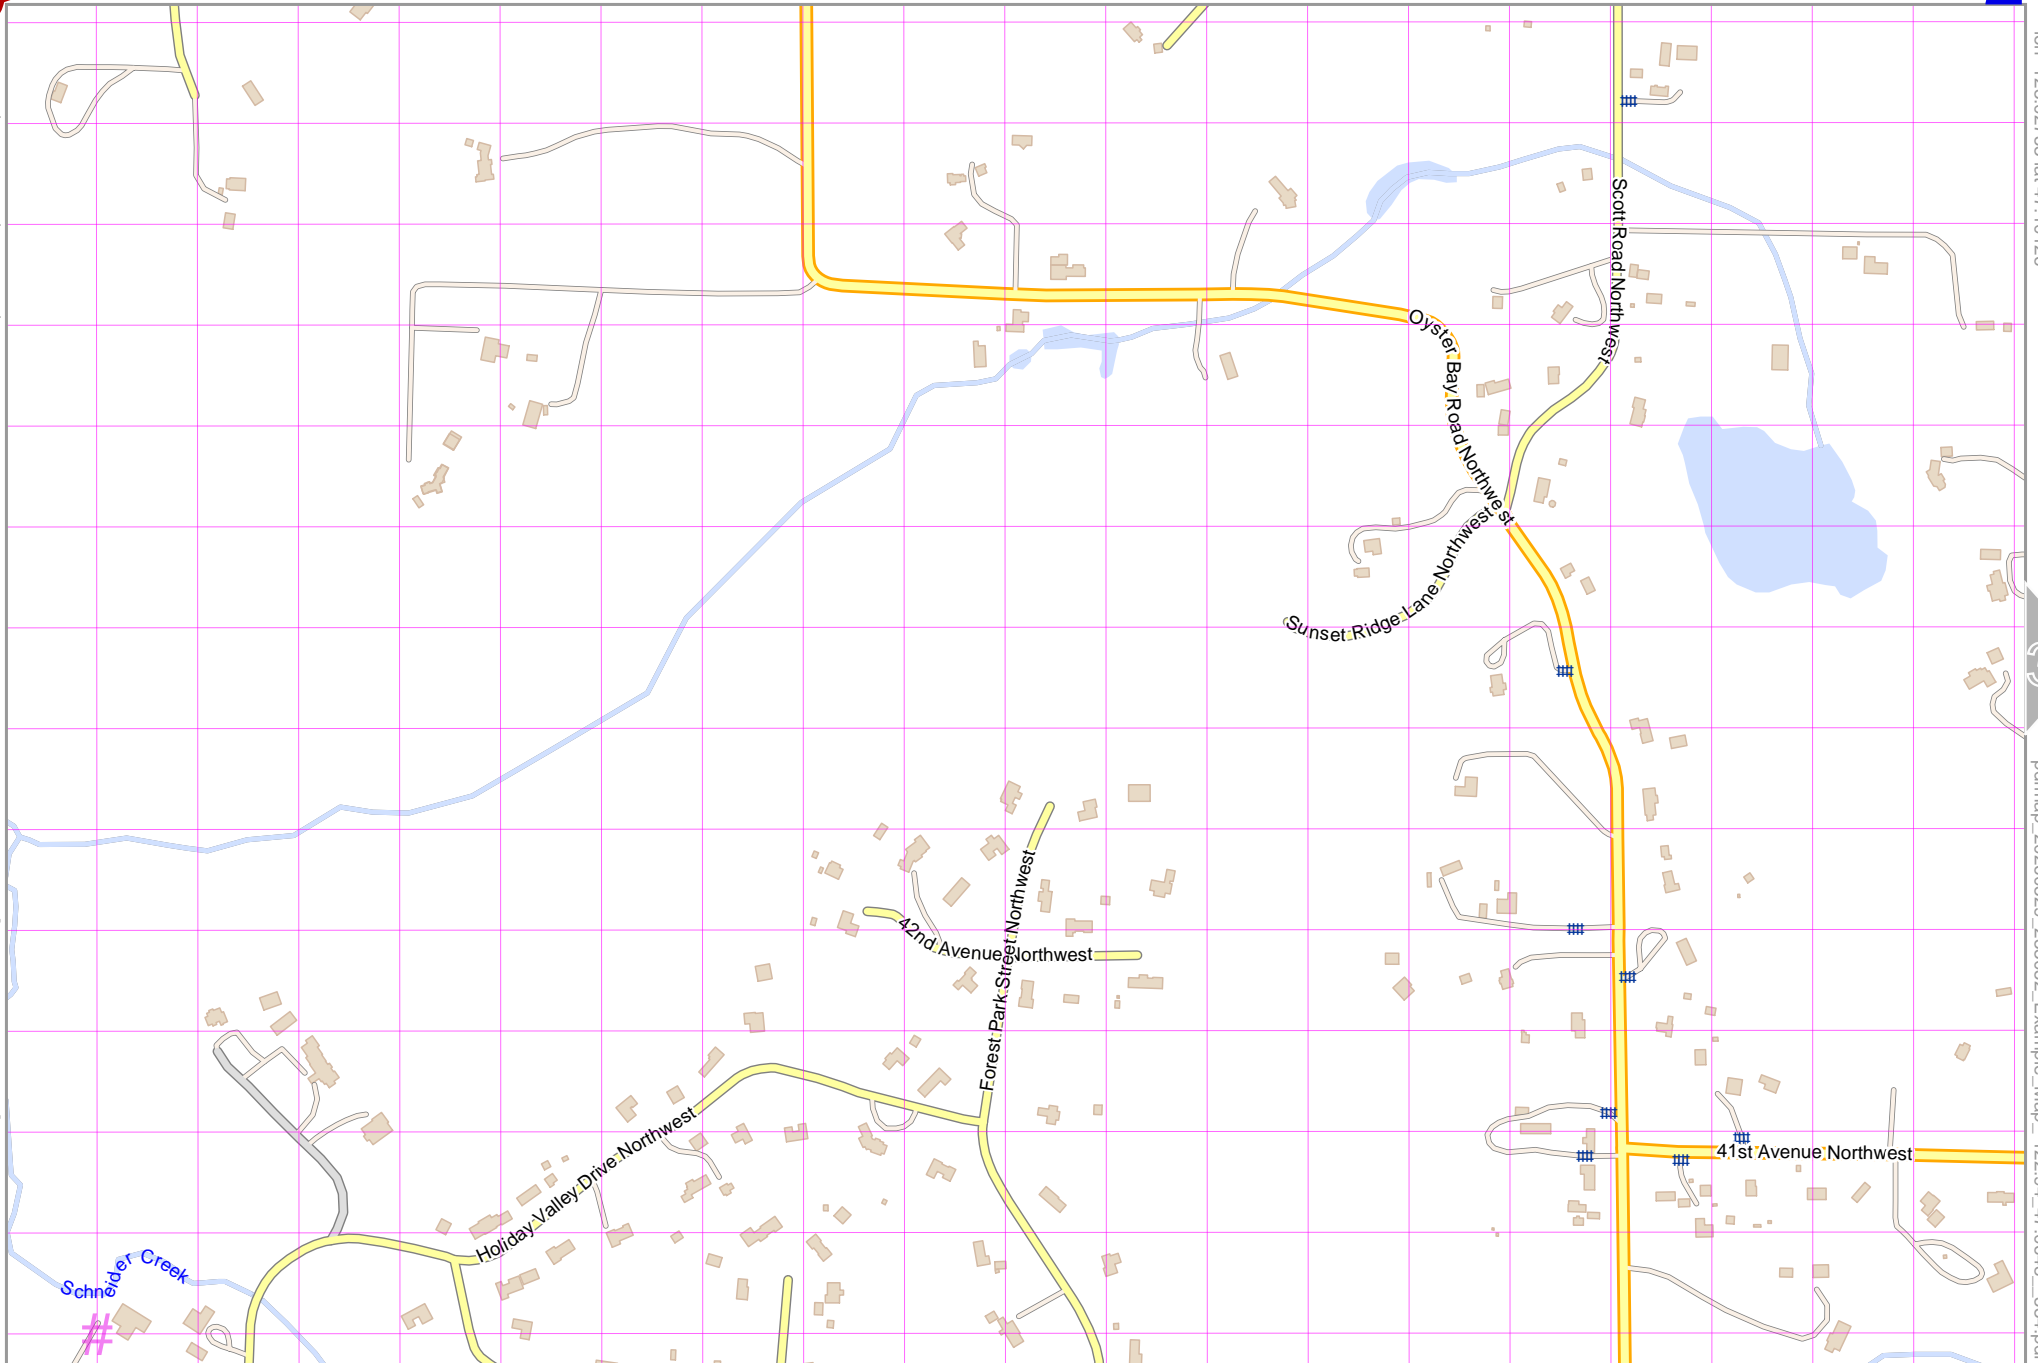 Scott Road Northwest
Oyster Bay Road Northwest
Sunset Ridge Lane Northwest
42nd Avenue Northwest
Forest Park Street Northwest
Holiday Valley Drive Northwest
41st Avenue Northwest
Schneider Creek
#